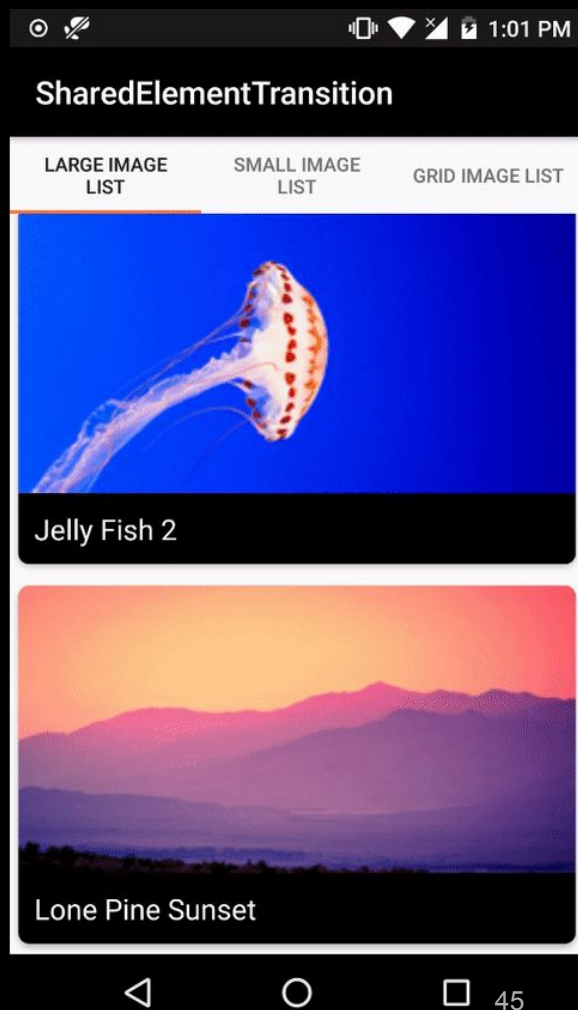 1:01 PM
SharedElementTransition
LARGE IMAGE
LIST
SMALL IMAGE
LIST
GRID IMAGE LIST
Jelly Fish 2
Lone Pine Sunset
45